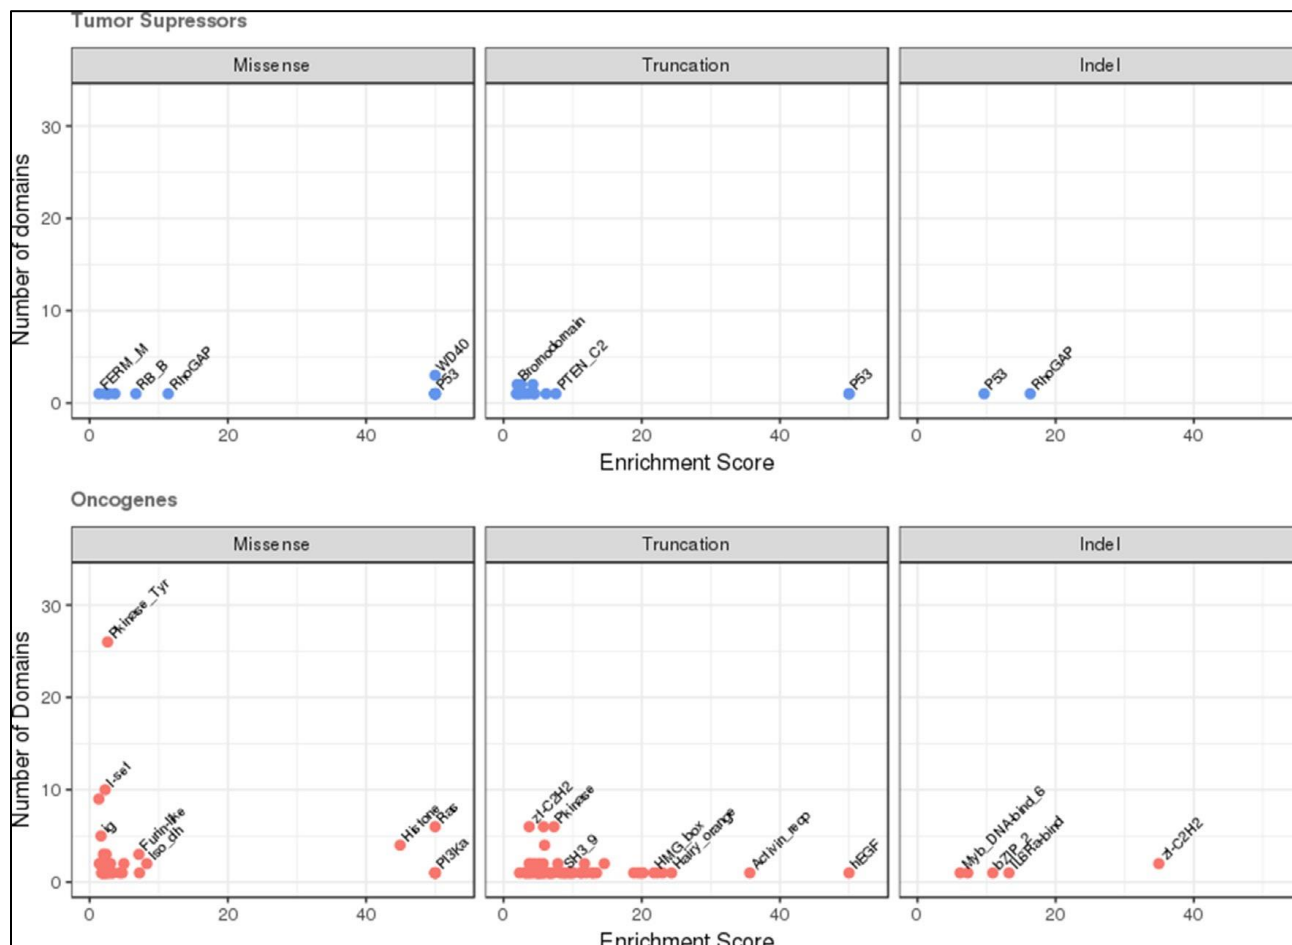 Tumor Supressors
Missense
Truncation
Indel
Number of domains
30
20
10
0
FERM_M
RB_B
RhoGAP
WD40
P53
Bromodomain
PTEN_C2
P53
P53
RhoGAP
0 20 40
0 20 40
0 20 40
Enrichment Score
Oncogenes
Missense
Truncation
Indel
Number of Domains
30
20
10
0
Pkinase_Tyr
I-set
ig
Furin-like
Iso_dh
Histone
Ras
PI3Ka
zf-C2H2
Pkinase
SH3_9
HMG_box
Hairy_orange
Activin_recp
hEGF
Myb_DNA-bind_6
bZIP_2
IL6Ra-bind
zf-C2H2
0 20 40
0 20 40
0 20 40
Enrichment Score